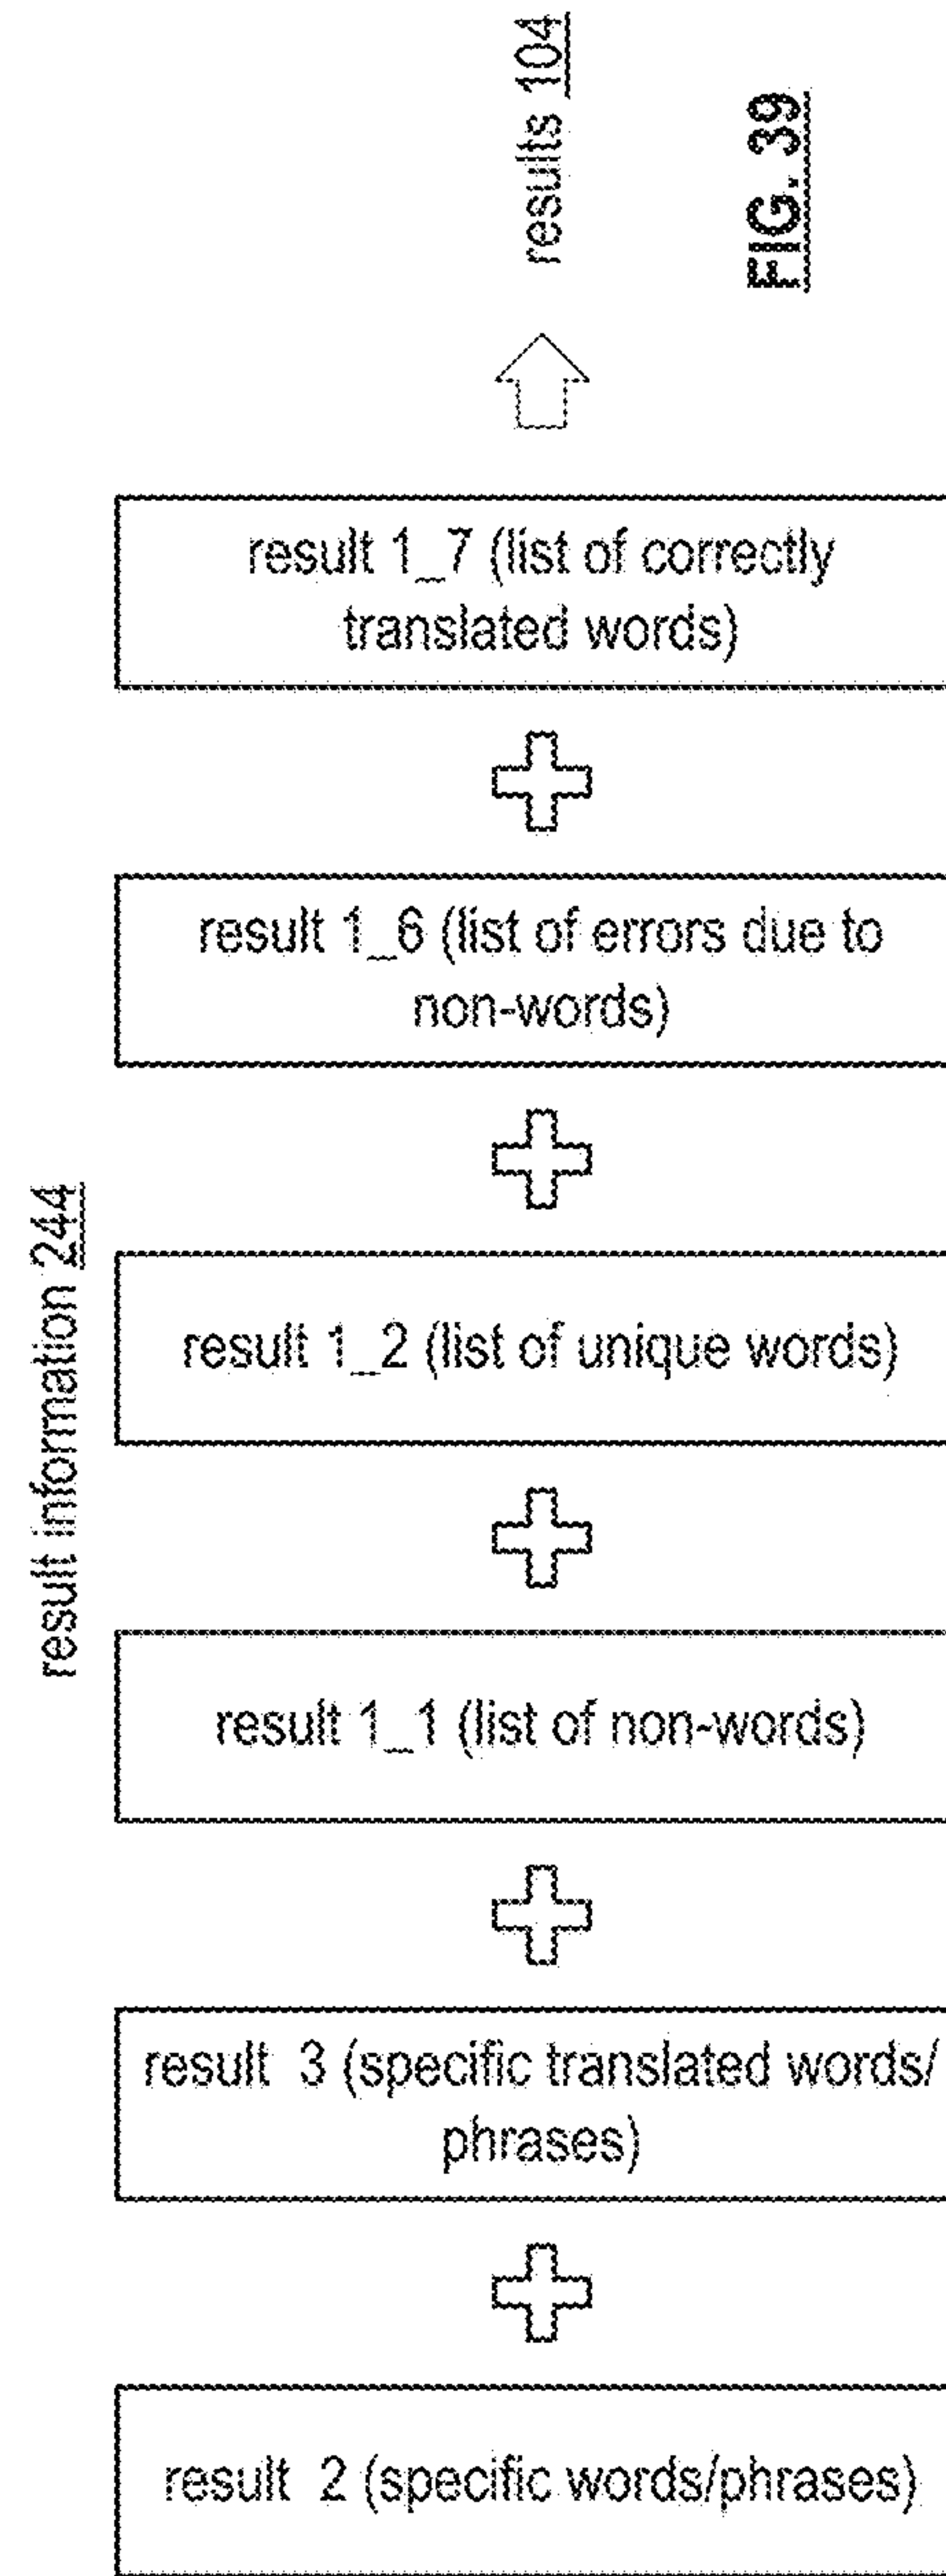 results 104
FIG. 39
result 1_7 (list of correctly
translated words)
result 1_6 (list of errors due to
non-words)
result information 244
result 1_2 (list of unique words)
result 1_1 (list of non-words)
result 3 (specific translated words/
phrases)
result 2 (specific words/phrases)